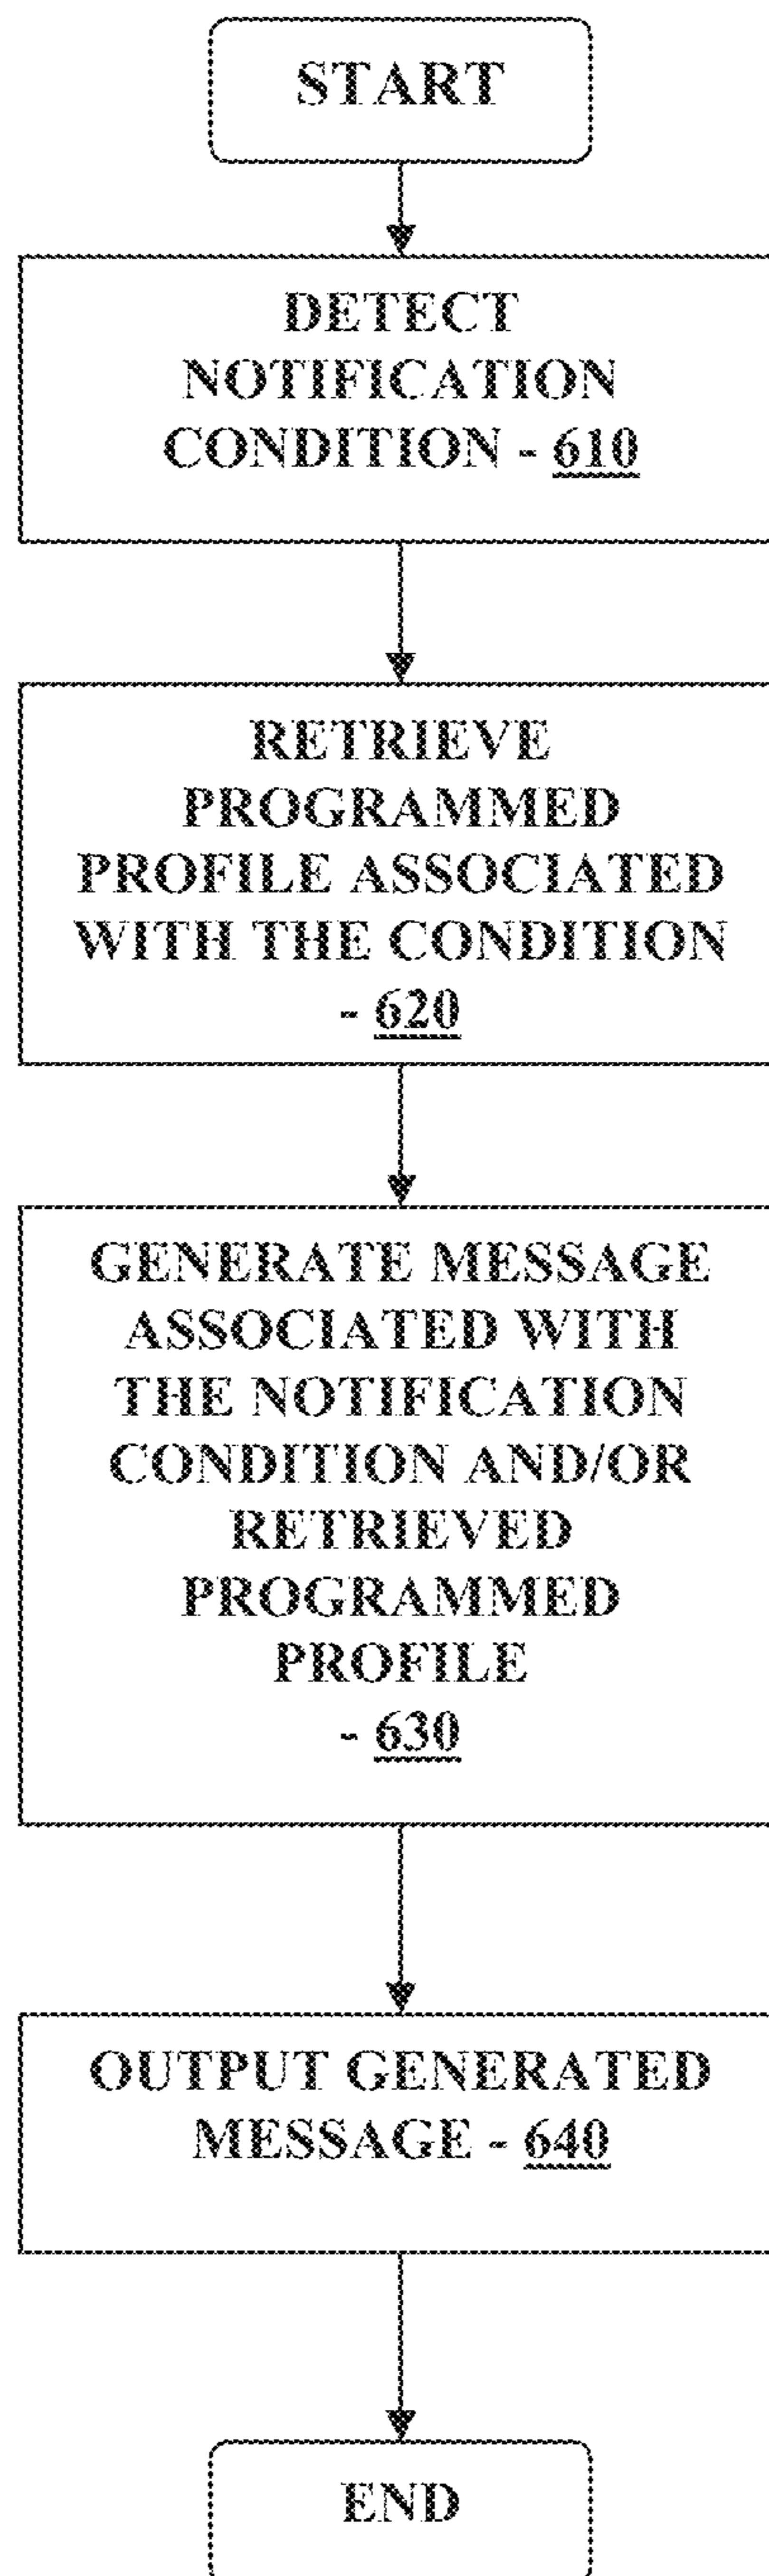 START
DETECT
NOTIFICATION
CONDITION - 610
RETRIEVE
PROGRAMMED
PROFILE ASSOCIATED
WITH THE CONDITION
- 620
GENERATE MESSAGE
ASSOCIATED WITH
THE NOTIFICATION
CONDITION AND/OR
RETRIEVED
PROGRAMMED
PROFILE
- 630
OUTPUT GENERATED
MESSAGE - 640
END